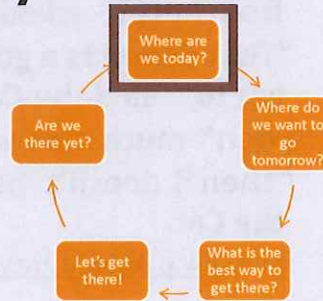 Where are
we today?
Where do
we want to
go
tomorrow?
What is the
best way to
get there?
Let's get
there!
Are we
there yet?